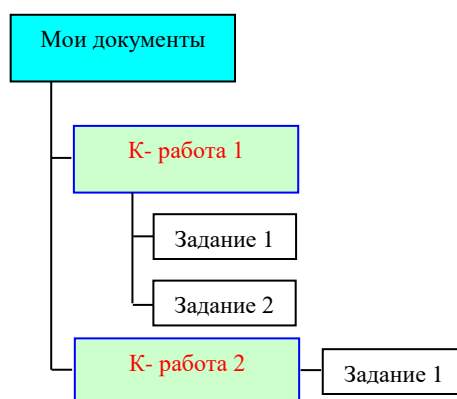 Мои документы
К- работа 1
Задание 1
Задание 2
К- работа 2
Задание 1